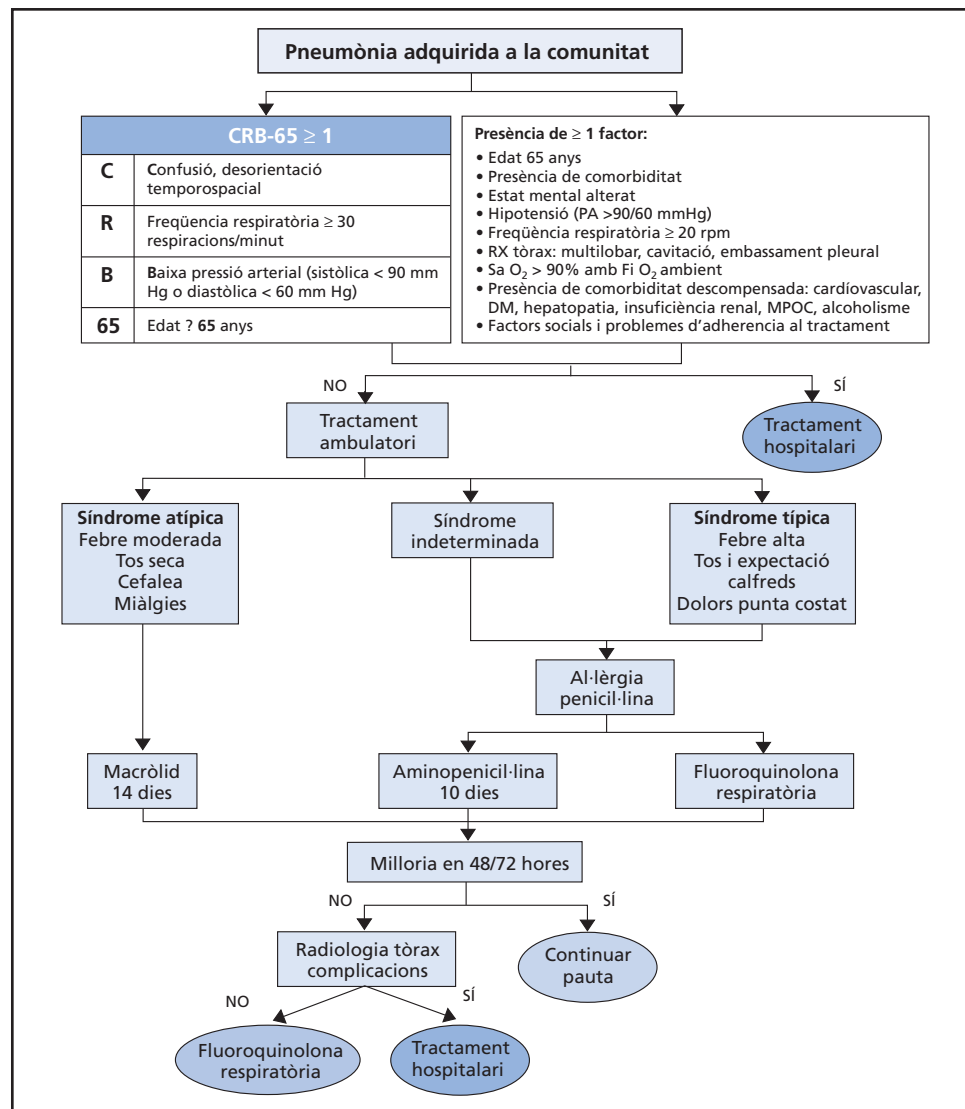 Pneumònia adquirida a la comunitat
CRB-65 ≥ 1
C
Confusió, desorientació
temporospacial
R
Freqüencia respiratòria ≥ 30
respiracions/minut
B
Baixa pressió arterial (sistòlica < 90 mm
Hg o diastòlica < 60 mm Hg)
65
Edat ? 65 anys
Presència de ≥ 1 factor:
• Edat 65 anys
• Presència de comorbiditat
• Estat mental alterat
• Hipotensió (PA >90/60 mmHg)
• Freqüència respiratòria ≥ 20 rpm
• RX tòrax: multilobar, cavitació, embassament pleural
• Sa O₂ > 90% amb Fi O₂ ambient
• Presència de comorbiditat descompensada: cardíovascular,
DM, hepatopatia, insuficiència renal, MPOC, alcoholisme
• Factors socials i problemes d'adherencia al tractament
NO
SÍ
Tractament
ambulatori
Tractament
hospitalari
Síndrome atípica
Febre moderada
Tos seca
Cefalea
Miàlgies
Síndrome
indeterminada
Síndrome típica
Febre alta
Tos i expectació
calfreds
Dolors punta costat
Al·lèrgia
penicil·lina
Macròlid
14 dies
Aminopenicil·lina
10 dies
Fluoroquinolona
respiratòria
Milloria en 48/72 hores
NO
SÍ
Radiologia tòrax
complicacions
Continuar
pauta
NO
SÍ
Fluoroquinolona
respiratòria
Tractament
hospitalari